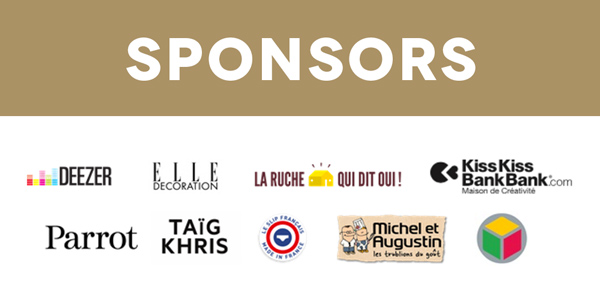 SPONSORS
DEEZER
ELLE
DECORATION
LA RUCHE QUI DIT OUI !
KissKiss
BankBank.com
Maison de Créativité
Parrot
TAÏG
KHRIS
LE SLIP FRANÇAIS
MADE IN FRANCE
Michel et
Augustin
les trublions du goût